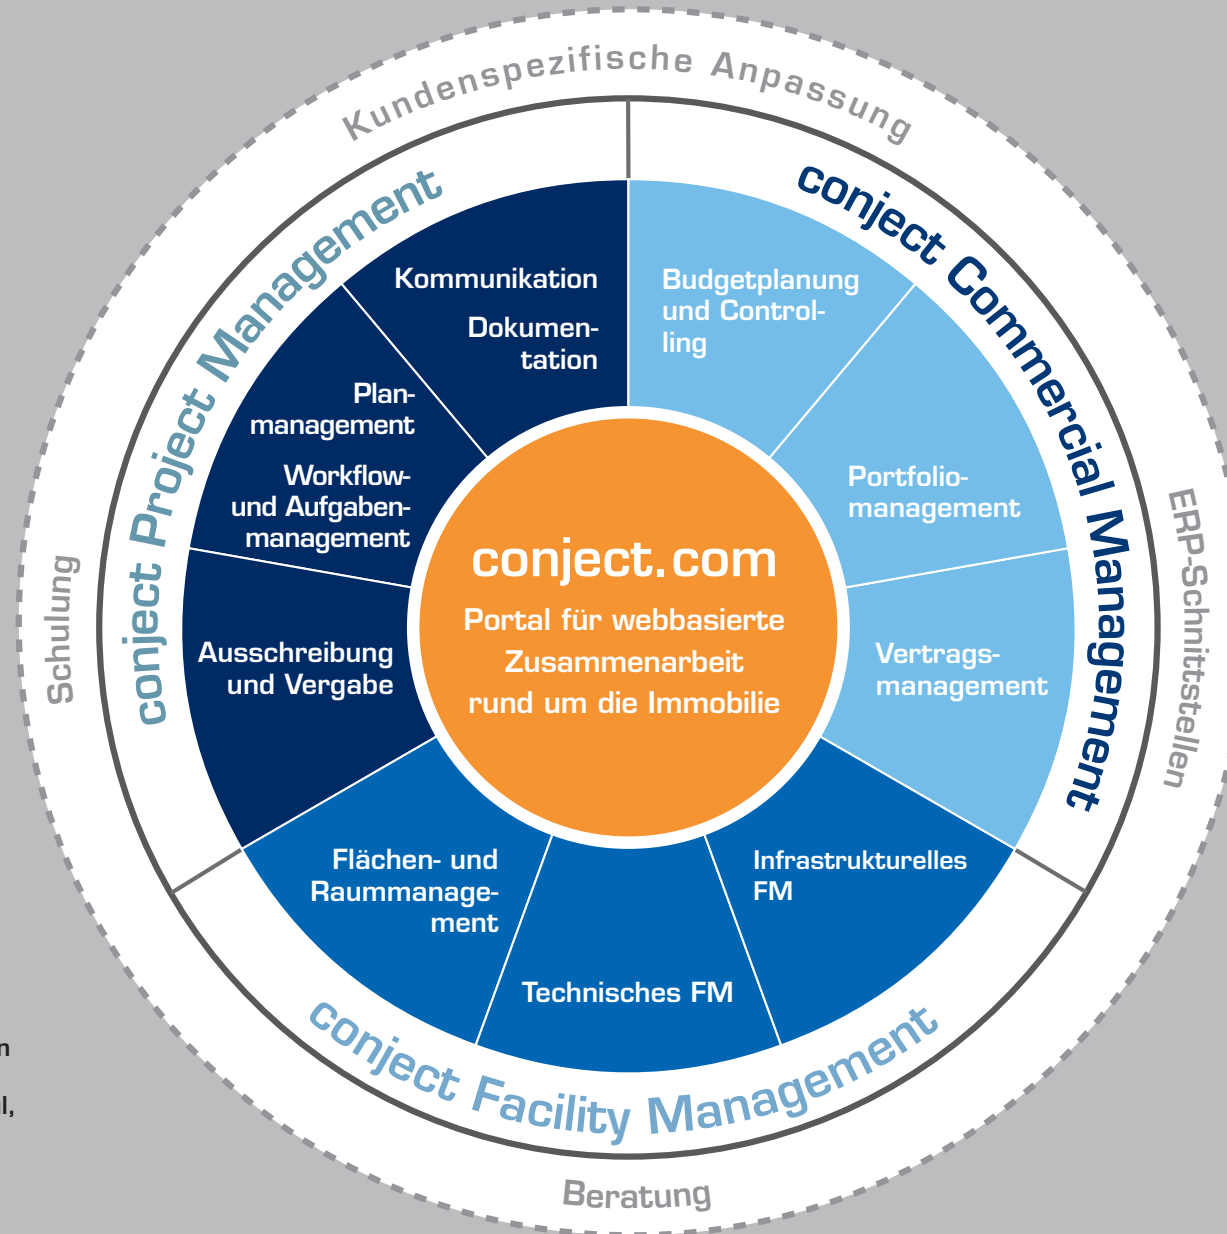 Kundenspezifische Anpassung
conject Project Management
conject Commercial Management
Kommunikation
Dokumen-
tation
Budgetplanung
und Control-
ling
Plan-
management
Workflow-
und Aufgaben-
management
Portfolio-
management
Ausschreibung
und Vergabe
Vertrags-
management
conject.com
Portal für webbasierte
Zusammenarbeit
rund um die Immobilie
Schulung
ERP-Schnittstellen
Flächen- und
Raummanage-
ment
Technisches FM
Infrastrukturelles
FM
conject Facility Management
Beratung